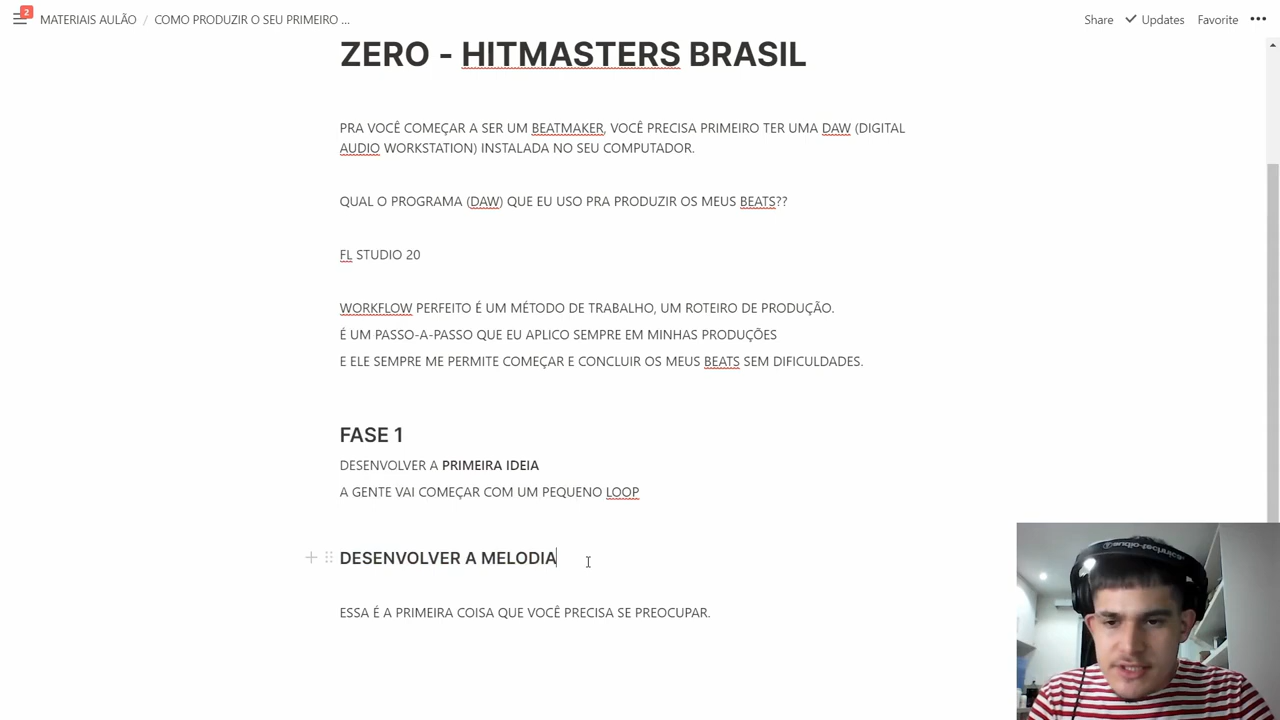 2
MATERIAIS AULÃO / COMO PRODUZIR O SEU PRIMEIRO ...
Share ✓ Updates Favorite •••
ZERO - HITMASTERS BRASIL
PRA VOCÊ COMEÇAR A SER UM BEATMAKER, VOCÊ PRECISA PRIMEIRO TER UMA DAW (DIGITAL
AUDIO WORKSTATION) INSTALADA NO SEU COMPUTADOR.
QUAL O PROGRAMA (DAW) QUE EU USO PRA PRODUZIR OS MEUS BEATS??
FL STUDIO 20
WORKFLOW PERFEITO É UM MÉTODO DE TRABALHO, UM ROTEIRO DE PRODUÇÃO.
É UM PASSO-A-PASSO QUE EU APLICO SEMPRE EM MINHAS PRODUÇÕES
E ELE SEMPRE ME PERMITE COMEÇAR E CONCLUIR OS MEUS BEATS SEM DIFICULDADES.
FASE 1
DESENVOLVER A PRIMEIRA IDEIA
A GENTE VAI COMEÇAR COM UM PEQUENO LOOP
DESENVOLVER A MELODIA
ESSA É A PRIMEIRA COISA QUE VOCÊ PRECISA SE PREOCUPAR.
audio-technica